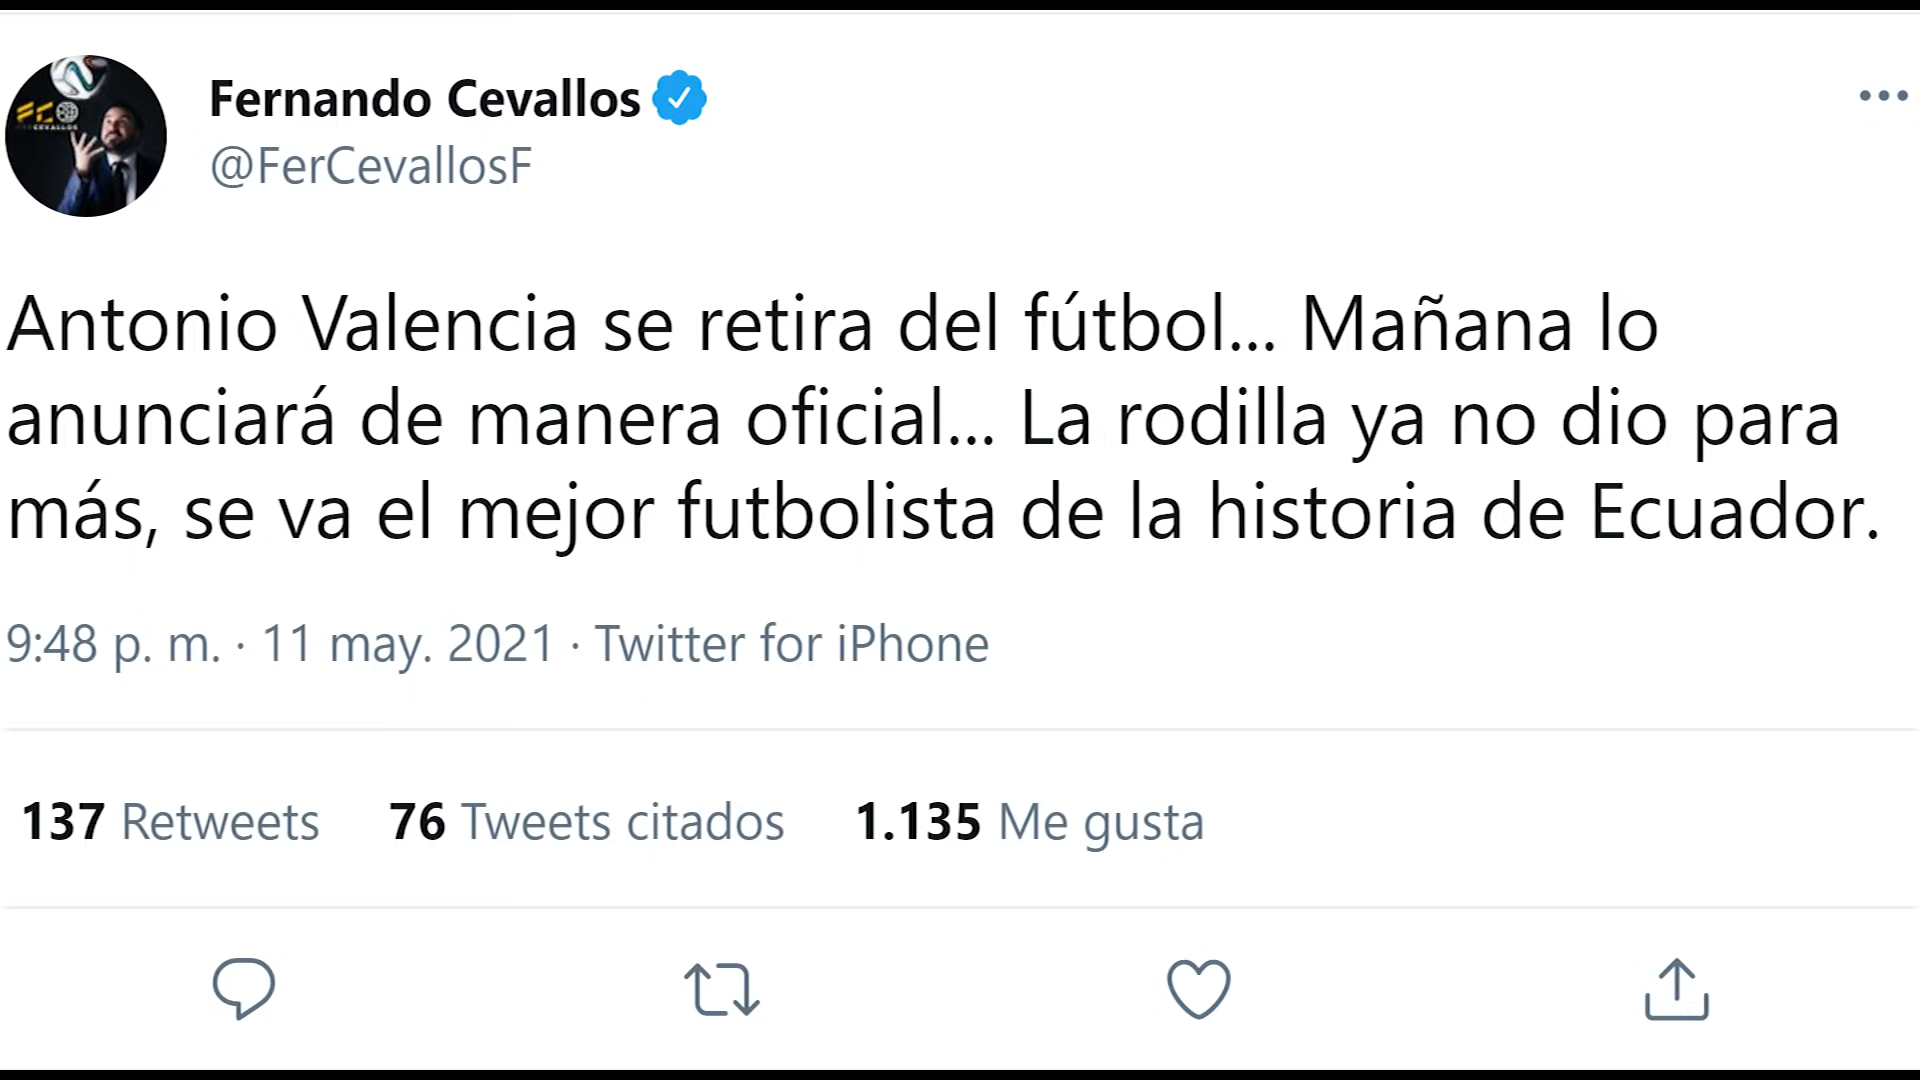 FC
CEVALLOS
Fernando Cevallos
@FerCevallosF
Antonio Valencia se retira del fútbol... Mañana lo
anunciará de manera oficial... La rodilla ya no dio para
más, se va el mejor futbolista de la historia de Ecuador.
9:48 p. m. · 11 may. 2021 · Twitter for iPhone
137 Retweets 76 Tweets citados 1.135 Me gusta